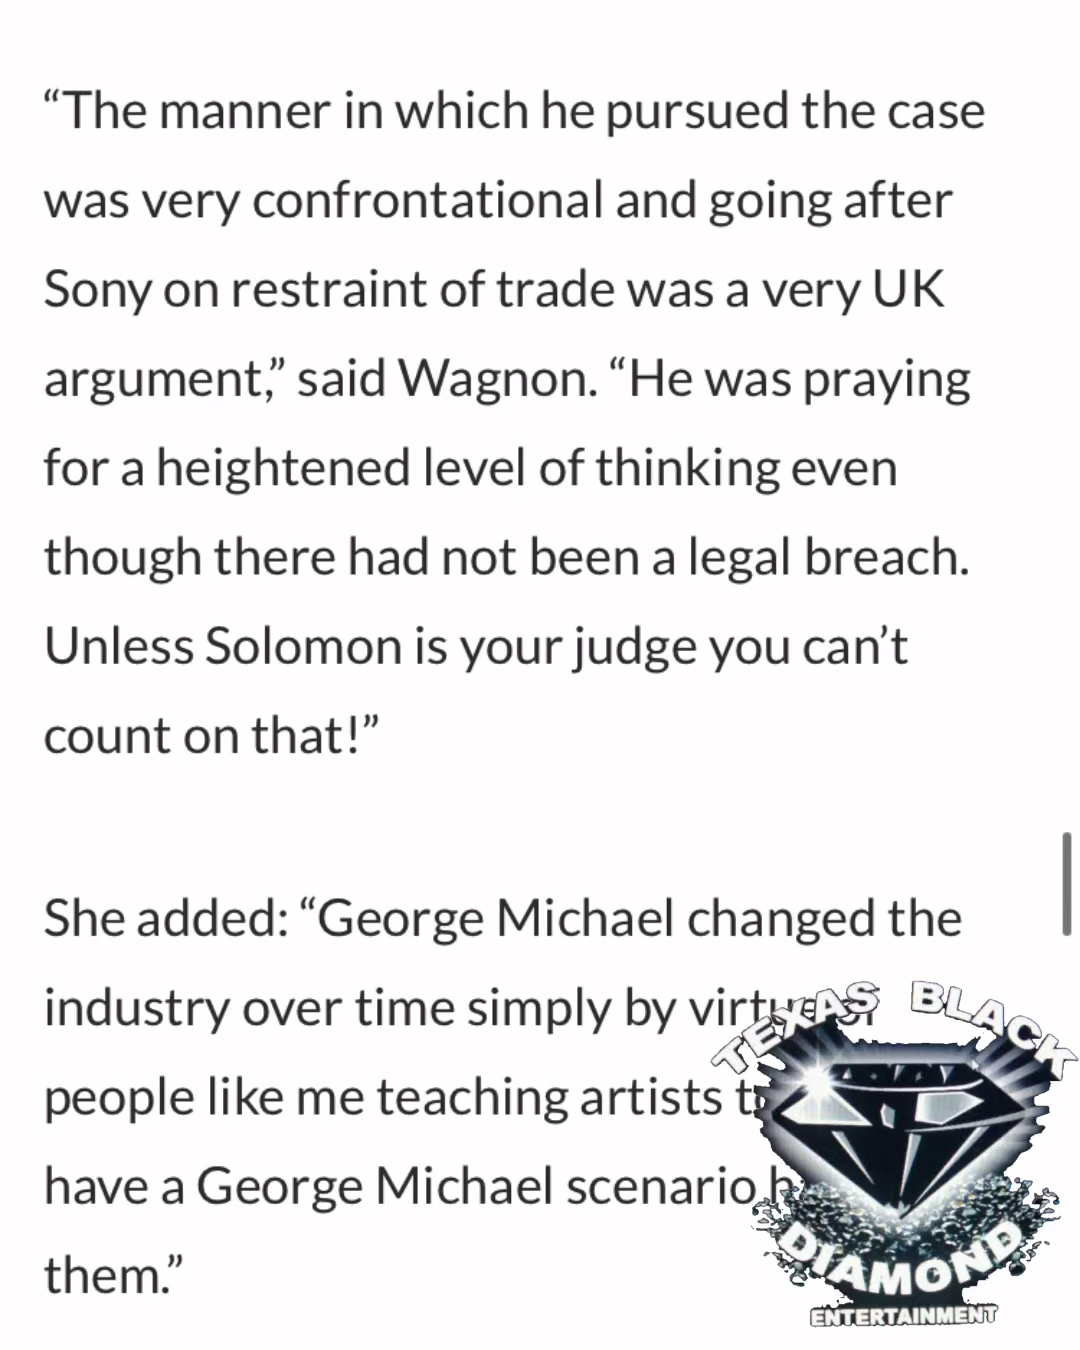 “The manner in which he pursued the case
was very confrontational and going after
Sony on restraint of trade was a very UK
argument,” said Wagnon. “He was praying
for a heightened level of thinking even
though there had not been a legal breach.
Unless Solomon is your judge you can’t
count on that!”
She added: “George Michael changed the
industry over time simply by virtue of
people like me teaching artists
have a George Michael scenario
them.”
TEXAS BLACK
DIAMOND
ENTERTAINMENT